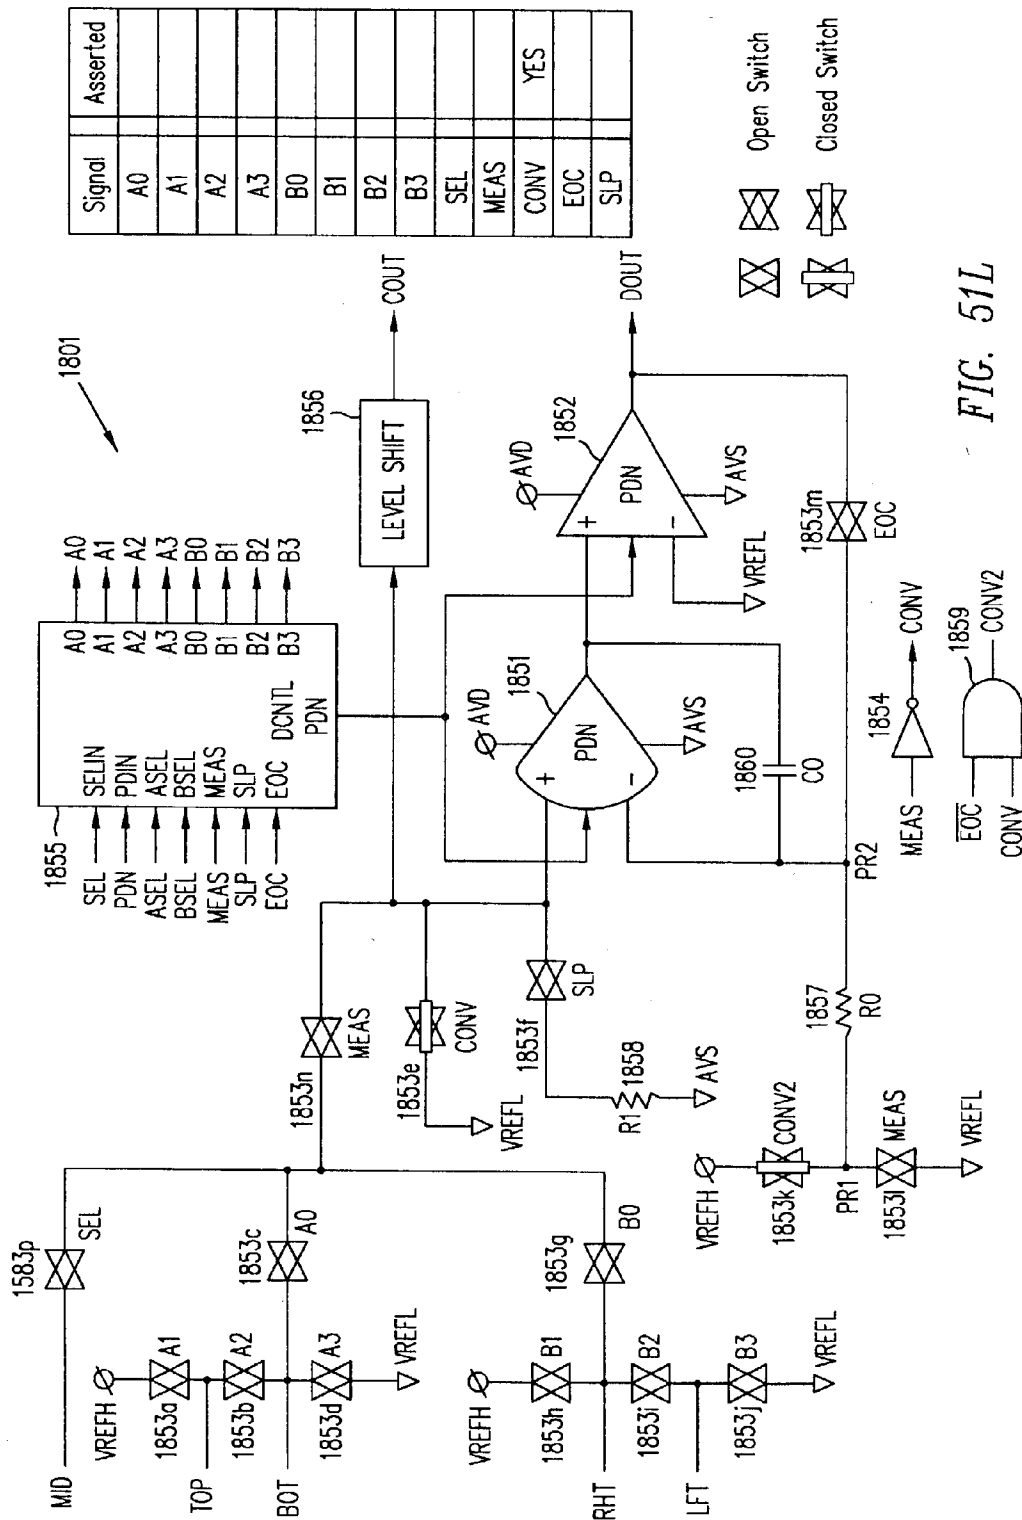 1801
1855
SEL
PDN
ASEL
BSEL
MEAS
SLP
EOC
SELIN
PDIN
ASEL
BSEL
MEAS
SLP
EOC
DCNTL
PDN
A0
A1
A2
A3
B0
B1
B2
B3
A0
A1
A2
A3
B0
B1
B2
B3
Signal Asserted
A0
A1
A2
A3
B0
B1
B2
B3
SEL
MEAS
CONV YES
EOC
SLP
1856
LEVEL SHIFT
COUT
MID
1583p
SEL
VREFH
1853a
A1
TOP
1853b
A2
BOT
1853c
A0
1853d
A3
VREFL
VREFH
1853h
B1
RHT
1853g
B0
1853i
B2
LFT
1853j
B3
VREFL
1853n
MEAS
1853e
CONV
VREFL
1853f
SLP
R1
1858
AVS
AVD
1851
+
PDN
−
AVS
1860
C0
AVD
1852
+
PDN
−
AVS
VREFL
DOUT
1853m
EOC
VREFH
1853k
CONV2
PR1
1853l
MEAS
VREFL
1857
R0
PR2
MEAS
1854
CONV
E̅O̅C̅
CONV
1859
CONV2
Open Switch
Closed Switch
FIG. 51L